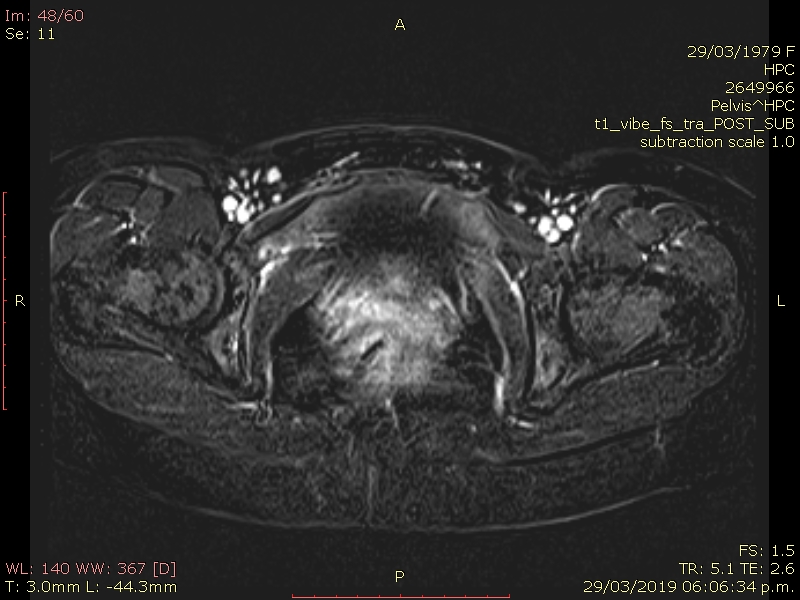 Im: 48/60
Se: 11
A
29/03/1979 F
HPC
2649966
Pelvis^HPC
t1_vibe_fs_tra_POST_SUB
subtraction scale 1.0
R
L
WL: 140 WW: 367 [D]
T: 3.0mm L: -44.3mm
P
FS: 1.5
TR: 5.1 TE: 2.6
29/03/2019 06:06:34 p.m.